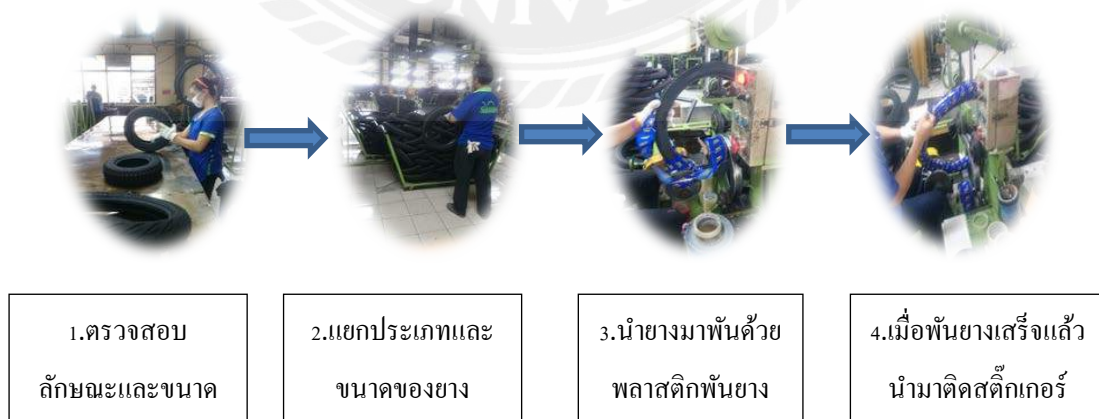 1.ตรวจสอบ
ลักษณะและขนาด
2.แยกประเภทและ
ขนาดของยาง
3.นำยางมาพันด้วย
พลาสติกพันยาง
4.เมื่อพันยางเสร็จแล้ว
นำมาติดสติ๊กเกอร์